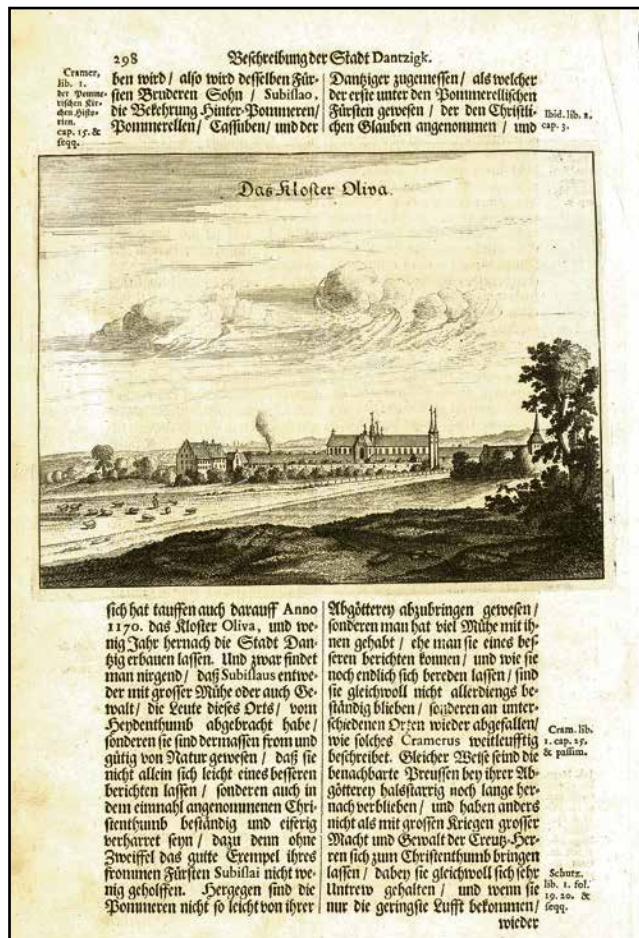 298
Beschreibung der Stadt Dantzigk.
Cramer,
lib. 1.
der Pomme-
rischen Kir-
chen Histo-
rien.
cap. 15. &
seqq.
ben wird / also wird desselben Für-
sten Bruderen Sohn / Subislao,
die Bekehrung Hinter-Pommeren/
Pommerellen / Cassuben / und der
Dantziger zugemessen / als welcher
der erste unter den Pommerellischen
Fürsten gewesen / der den Christli-
chen Glauben angenommen / und
Ibid. lib. 2.
cap. 3.
Das Kloster Oliva.
sich hat tauffen auch darauff Anno
1170. das Kloster Oliva, und we-
nig Jahr hernach die Stadt Dan-
tzig erbauen lassen. Und zwar findet
man nirgend / daß Subislaus entwe-
der mit grosser Mühe oder auch Ge-
walt / die Leute dieses Orts / vom
Heydenthumb abgebracht habe /
sonderen sie sind dermassen from und
gütig von Natur gewesen / daß sie
nicht allein sich leicht eines besseren
berichten lassen / sonderen auch in
dem einmahl angenommenen Chri-
stenthumb beständig und eiferig
verharret seyn / dazu denn ohne
Zweiffel das gutte Exempel ihres
frommen Fürsten Subislai nicht we-
nig geholffen. Hergegen sind die
Pommeren nicht so leicht von ihrer
Abgötterey abzubringen gewesen /
sonderen man hat viel Mühe mit ih-
nen gehabt / ehe man sie eines bes-
seren berichten konnen / und wie sie
noch endlich sich bereden lassen / sind
sie gleichwoll nicht allerdiengs be-
ständig blieben / sonderen an unter-
schiedenen Orten wieder abgefallen/
wie solches Cramerus weitleufftig
beschreibet. Gleicher Weise seind die
benachbarte Preussen bey ihrer Ab-
götterey halsstarrig noch lange her-
nach verblieben / und haben anders
nicht als mit grossen Kriegen grosser
Macht und Gewalt der Creutz-Her-
ren sich zum Christenthumb bringen
lassen / dabey sie gleichwoll sich sehr
Untrew gehalten / und wenn sie
nur die geringste Lufft bekommen/
wieder
Cram. lib.
1. cap. 25.
& passim.
Schutz.
lib. 1. fol.
19. 20. &
seqq.